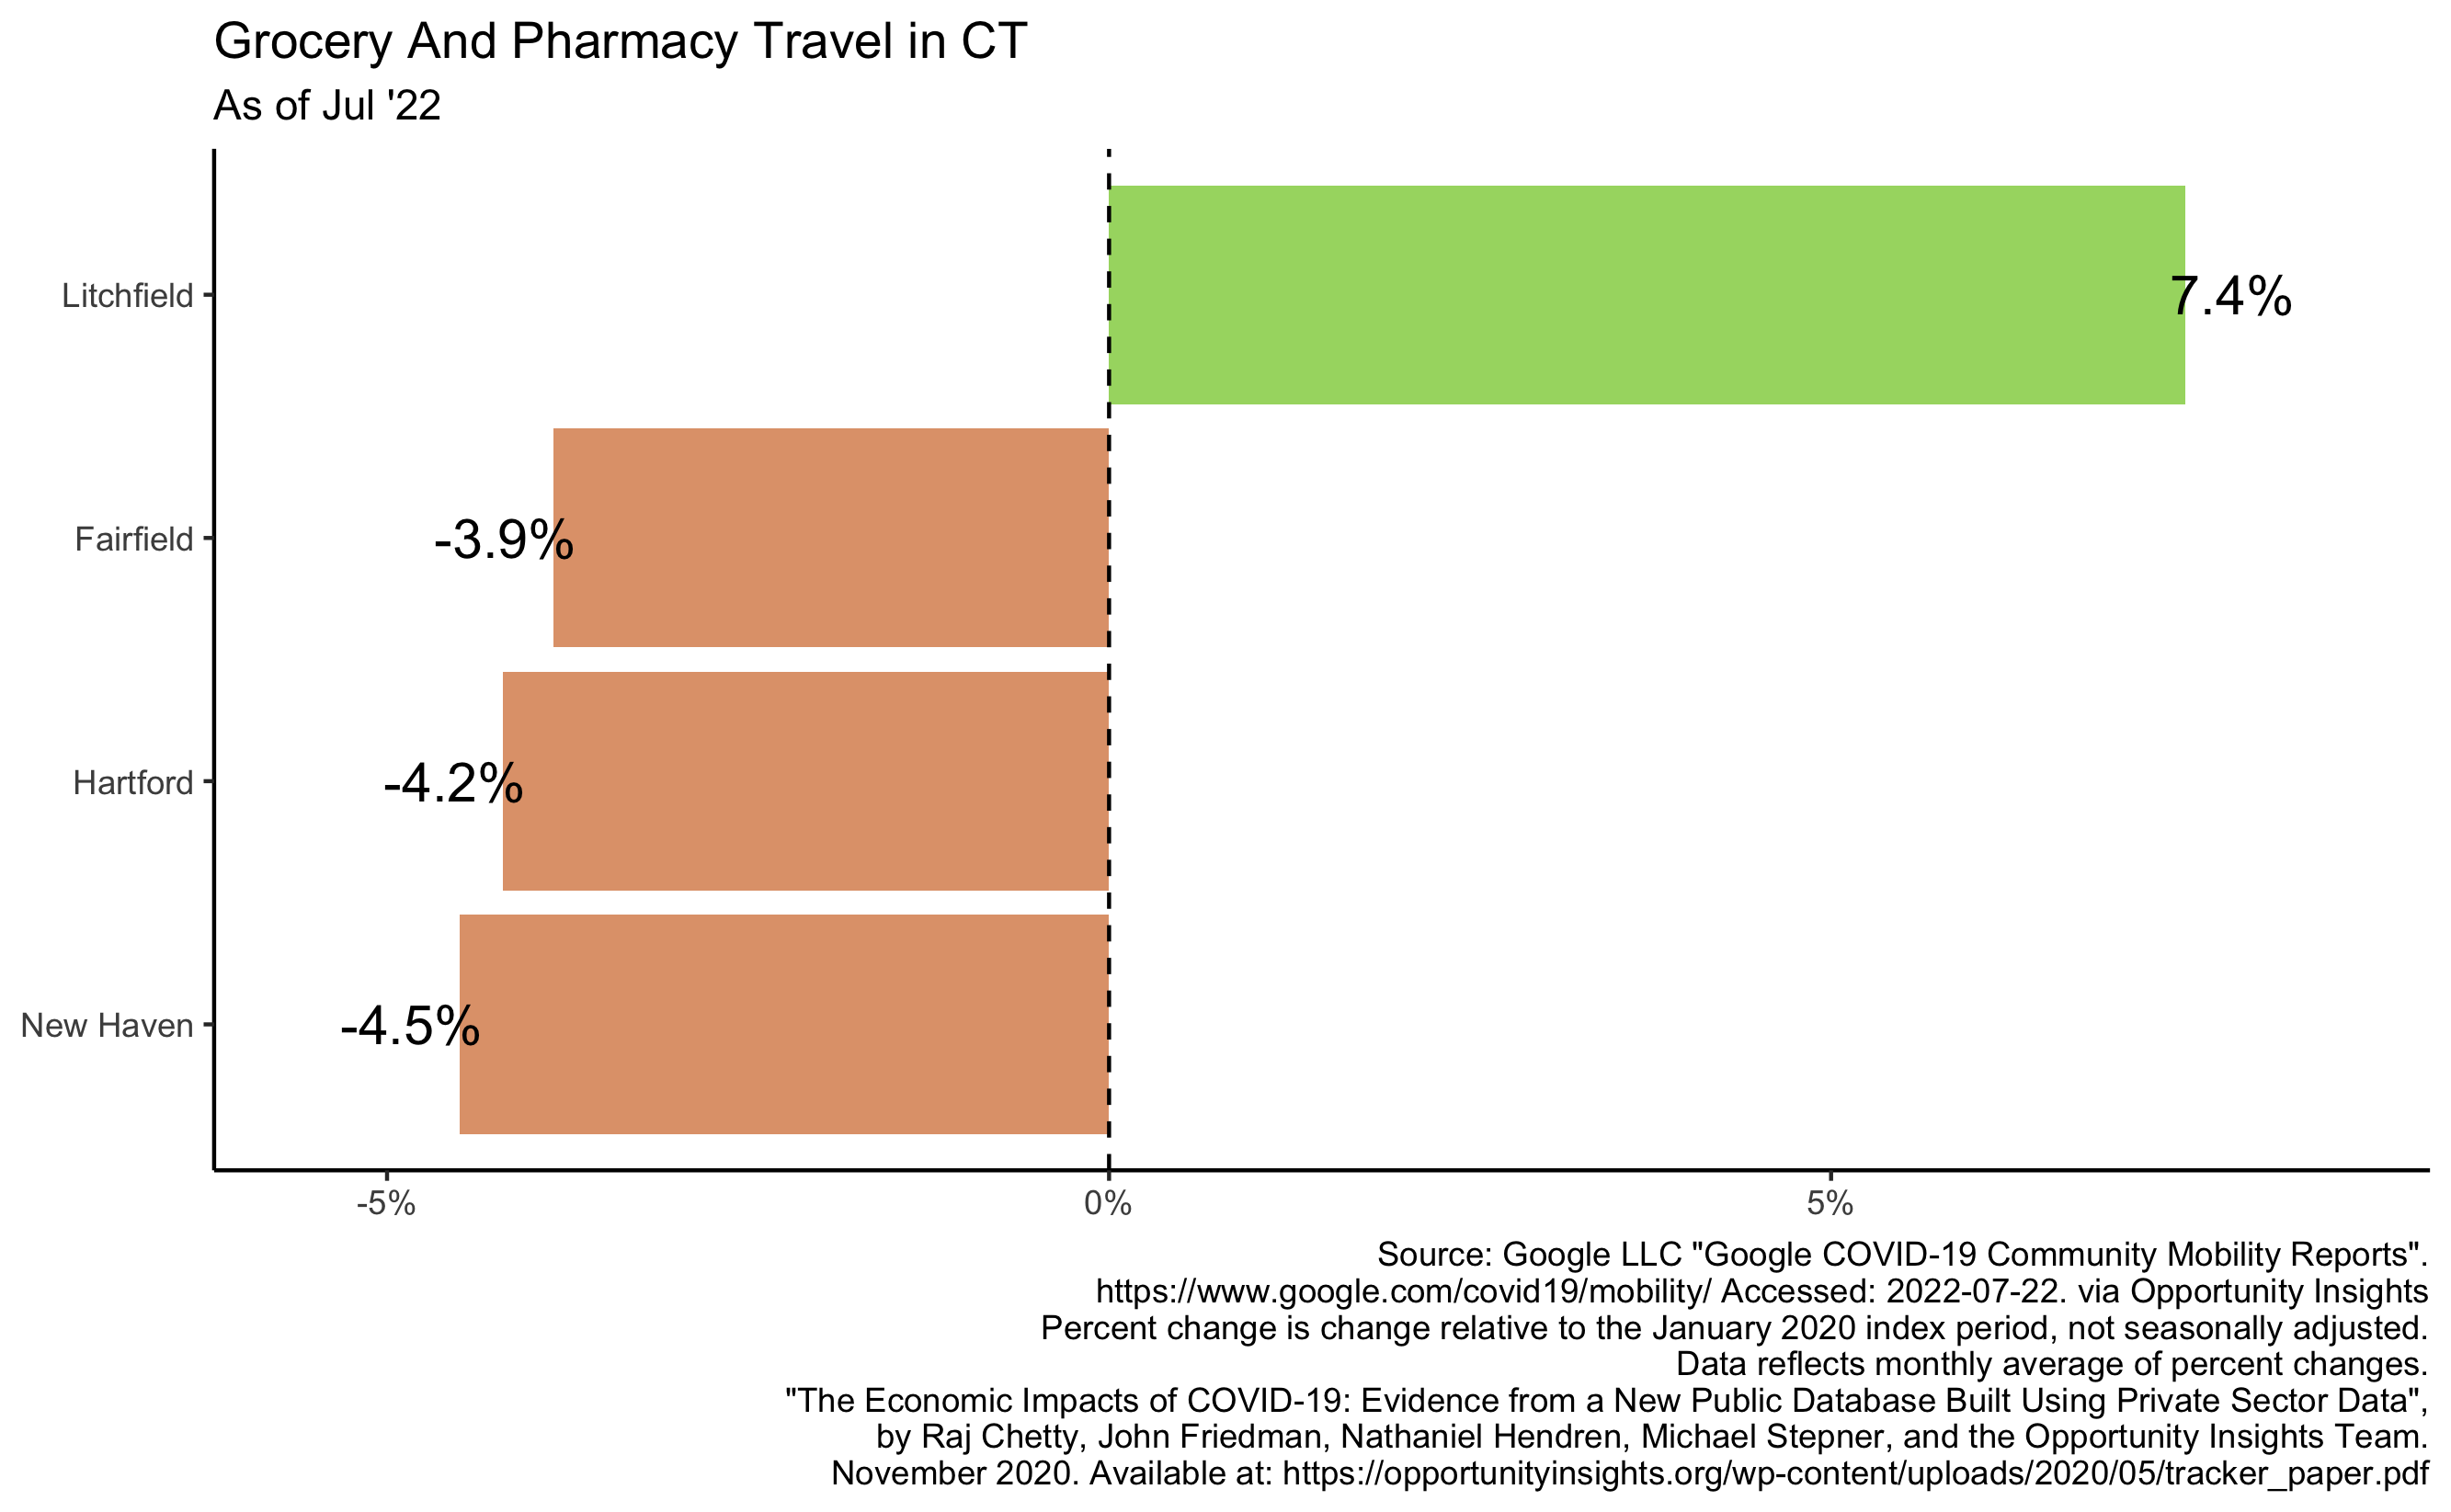 Grocery And Pharmacy Travel in CT
As of Jul '22
Litchfield
7.4%
Fairfield
-3.9%
Hartford
-4.2%
New Haven
-4.5%
-5%
0%
5%
Source: Google LLC "Google COVID-19 Community Mobility Reports".
https://www.google.com/covid19/mobility/ Accessed: 2022-07-22. via Opportunity Insights
Percent change is change relative to the January 2020 index period, not seasonally adjusted.
Data reflects monthly average of percent changes.
"The Economic Impacts of COVID-19: Evidence from a New Public Database Built Using Private Sector Data",
by Raj Chetty, John Friedman, Nathaniel Hendren, Michael Stepner, and the Opportunity Insights Team.
November 2020. Available at: https://opportunityinsights.org/wp-content/uploads/2020/05/tracker_paper.pdf